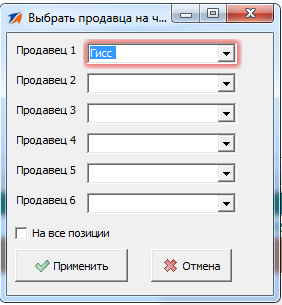 Выбрать продавца на ч...
Продавец 1 Гисс
Продавец 2
Продавец 3
Продавец 4
Продавец 5
Продавец 6
На все позиции
Применить Отмена